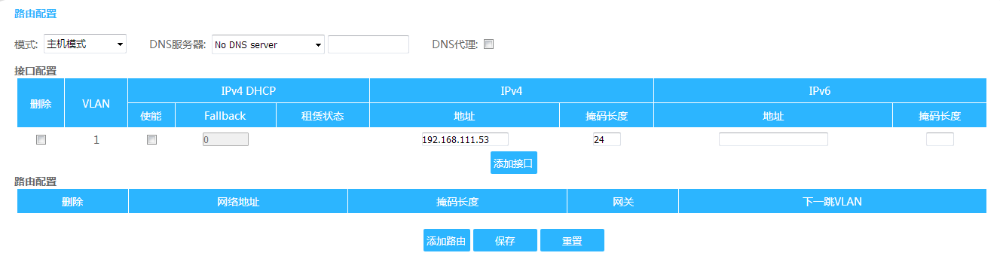 路由配置
模式: 主机模式 DNS服务器: No DNS server DNS代理:
接口配置
删除 VLAN IPv4 DHCP IPv4 IPv6
使能 Fallback 租赁状态 地址 掩码长度 地址 掩码长度
1 0 192.168.111.53 24
添加接口
路由配置
删除 网络地址 掩码长度 网关 下一跳VLAN
添加路由 保存 重置